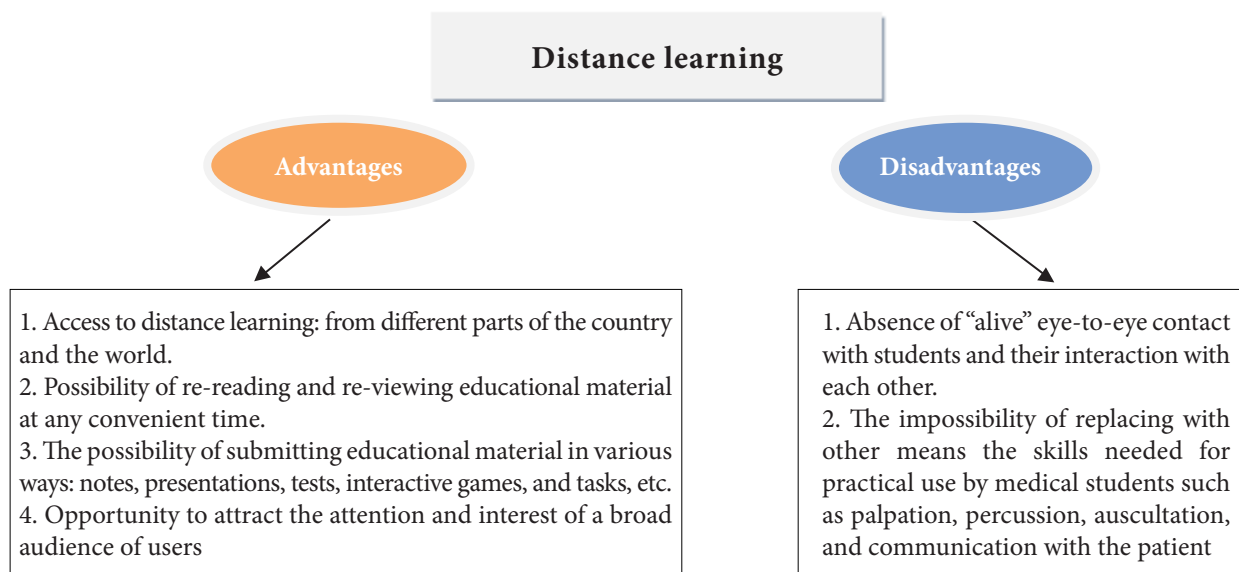 Distance learning
Advantages
Disadvantages
1. Access to distance learning: from different parts of the country
and the world.
2. Possibility of re-reading and re-viewing educational material
at any convenient time.
3. The possibility of submitting educational material in various
ways: notes, presentations, tests, interactive games, and tasks, etc.
4. Opportunity to attract the attention and interest of a broad
audience of users
1. Absence of “alive” eye-to-eye contact
with students and their interaction with
each other.
2. The impossibility of replacing with
other means the skills needed for
practical use by medical students such
as palpation, percussion, auscultation,
and communication with the patient